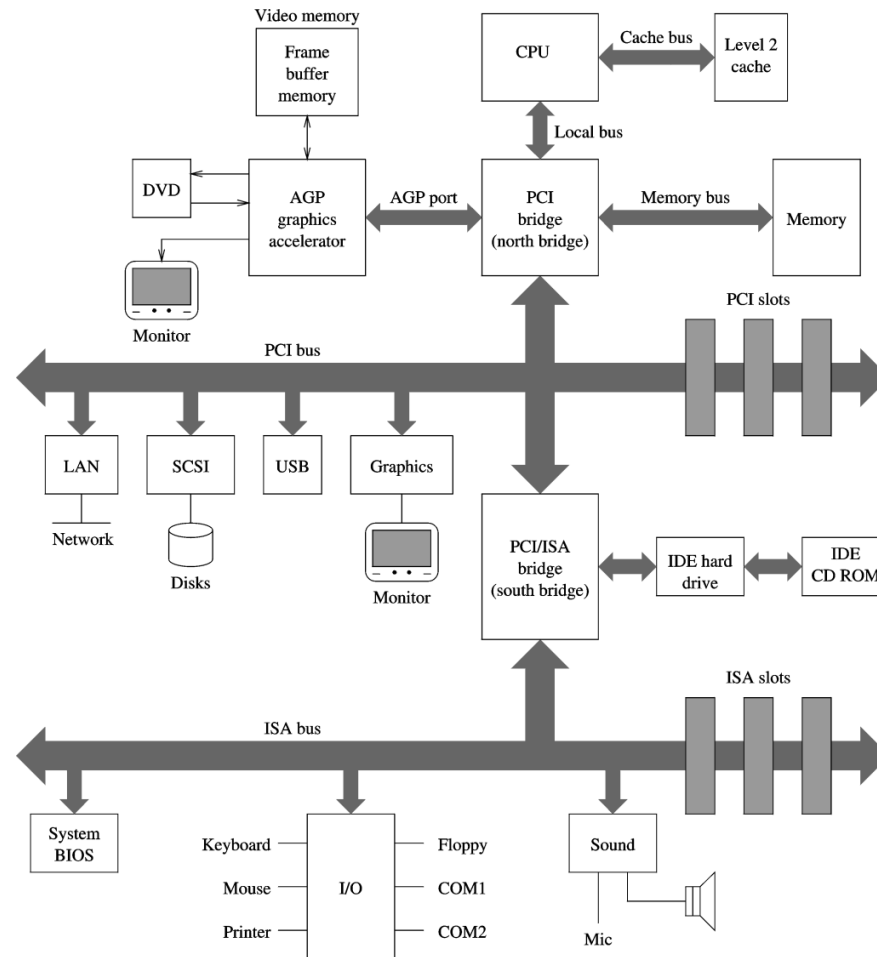 Video memory
Frame
buffer
memory
CPU
Cache bus
Level 2
cache
Local bus
DVD
AGP
graphics
accelerator
AGP port
PCI
bridge
(north bridge)
Memory bus
Memory
Monitor
PCI slots
PCI bus
LAN
SCSI
USB
Graphics
Network
Disks
Monitor
PCI/ISA
bridge
(south bridge)
IDE hard
drive
IDE
CD ROM
ISA slots
ISA bus
System
BIOS
Keyboard
Mouse
Printer
I/O
Floppy
COM1
COM2
Sound
Mic